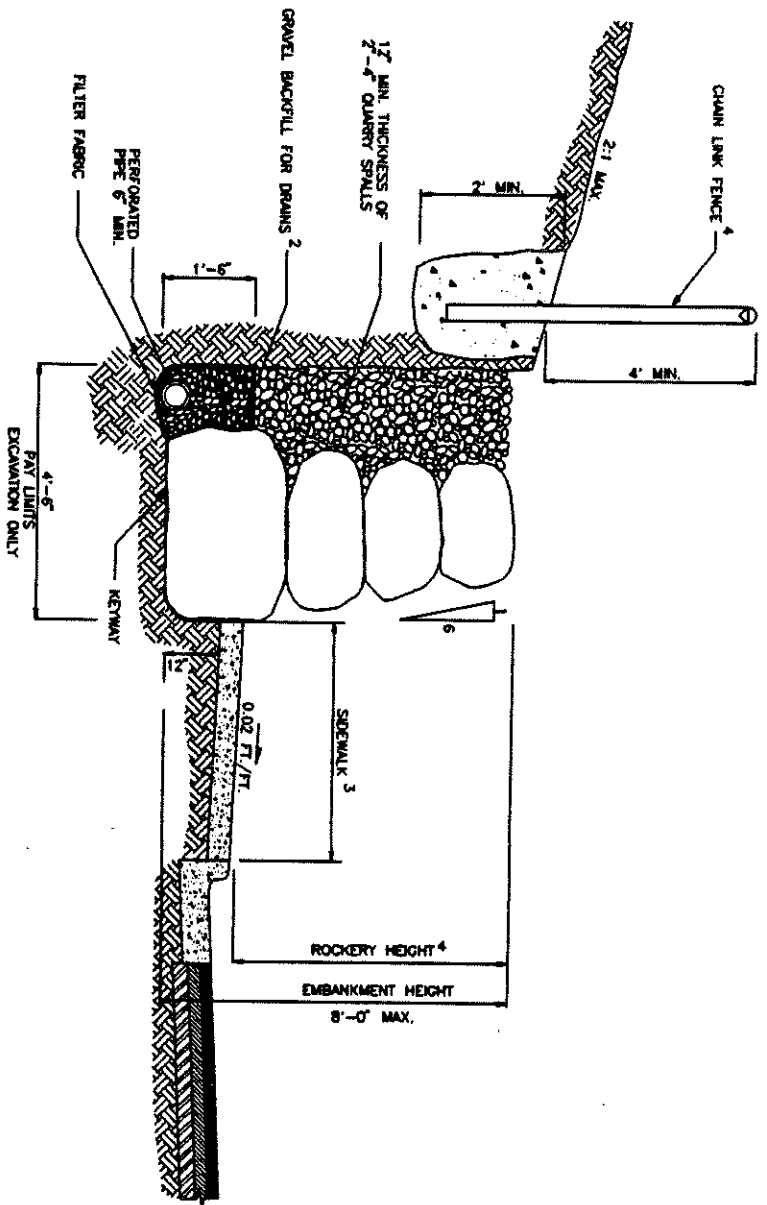 CHAIN LINK FENCE 4
2:1 MAX.
2' MIN.
4' MIN.
12" MIN. THICKNESS OF
2"-4" QUARRY SPALLS
GRAVEL BACKFILL FOR DRAINS 2
1'-6"
PERFORATED
PIPE 6" MIN.
FILTER FABRIC
4'-6"
PAY LIMITS
EXCAVATION ONLY
KEYWAY
1
6
12"
0.02 FT./FT.
SIDEWALK 3
ROCKERY HEIGHT 4
EMBANKMENT HEIGHT
8'-0" MAX.